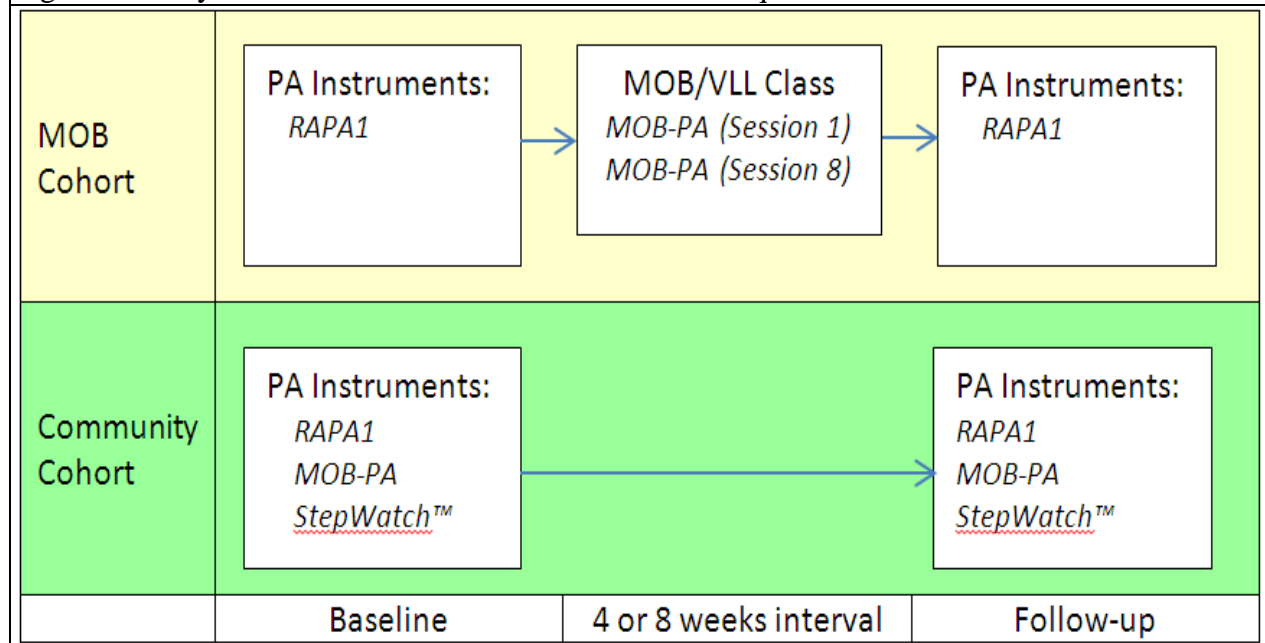 MOB
Cohort
PA Instruments:
RAPA1
MOB/VLL Class
MOB-PA (Session 1)
MOB-PA (Session 8)
PA Instruments:
RAPA1
Community
Cohort
PA Instruments:
RAPA1
MOB-PA
StepWatch™
PA Instruments:
RAPA1
MOB-PA
StepWatch™
Baseline
4 or 8 weeks interval
Follow-up